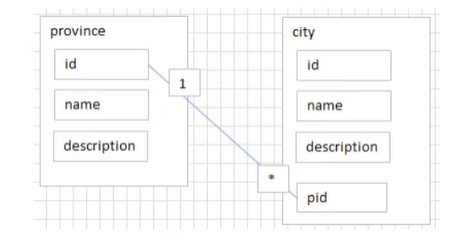 province
id
name
description
1
*
city
id
name
description
pid